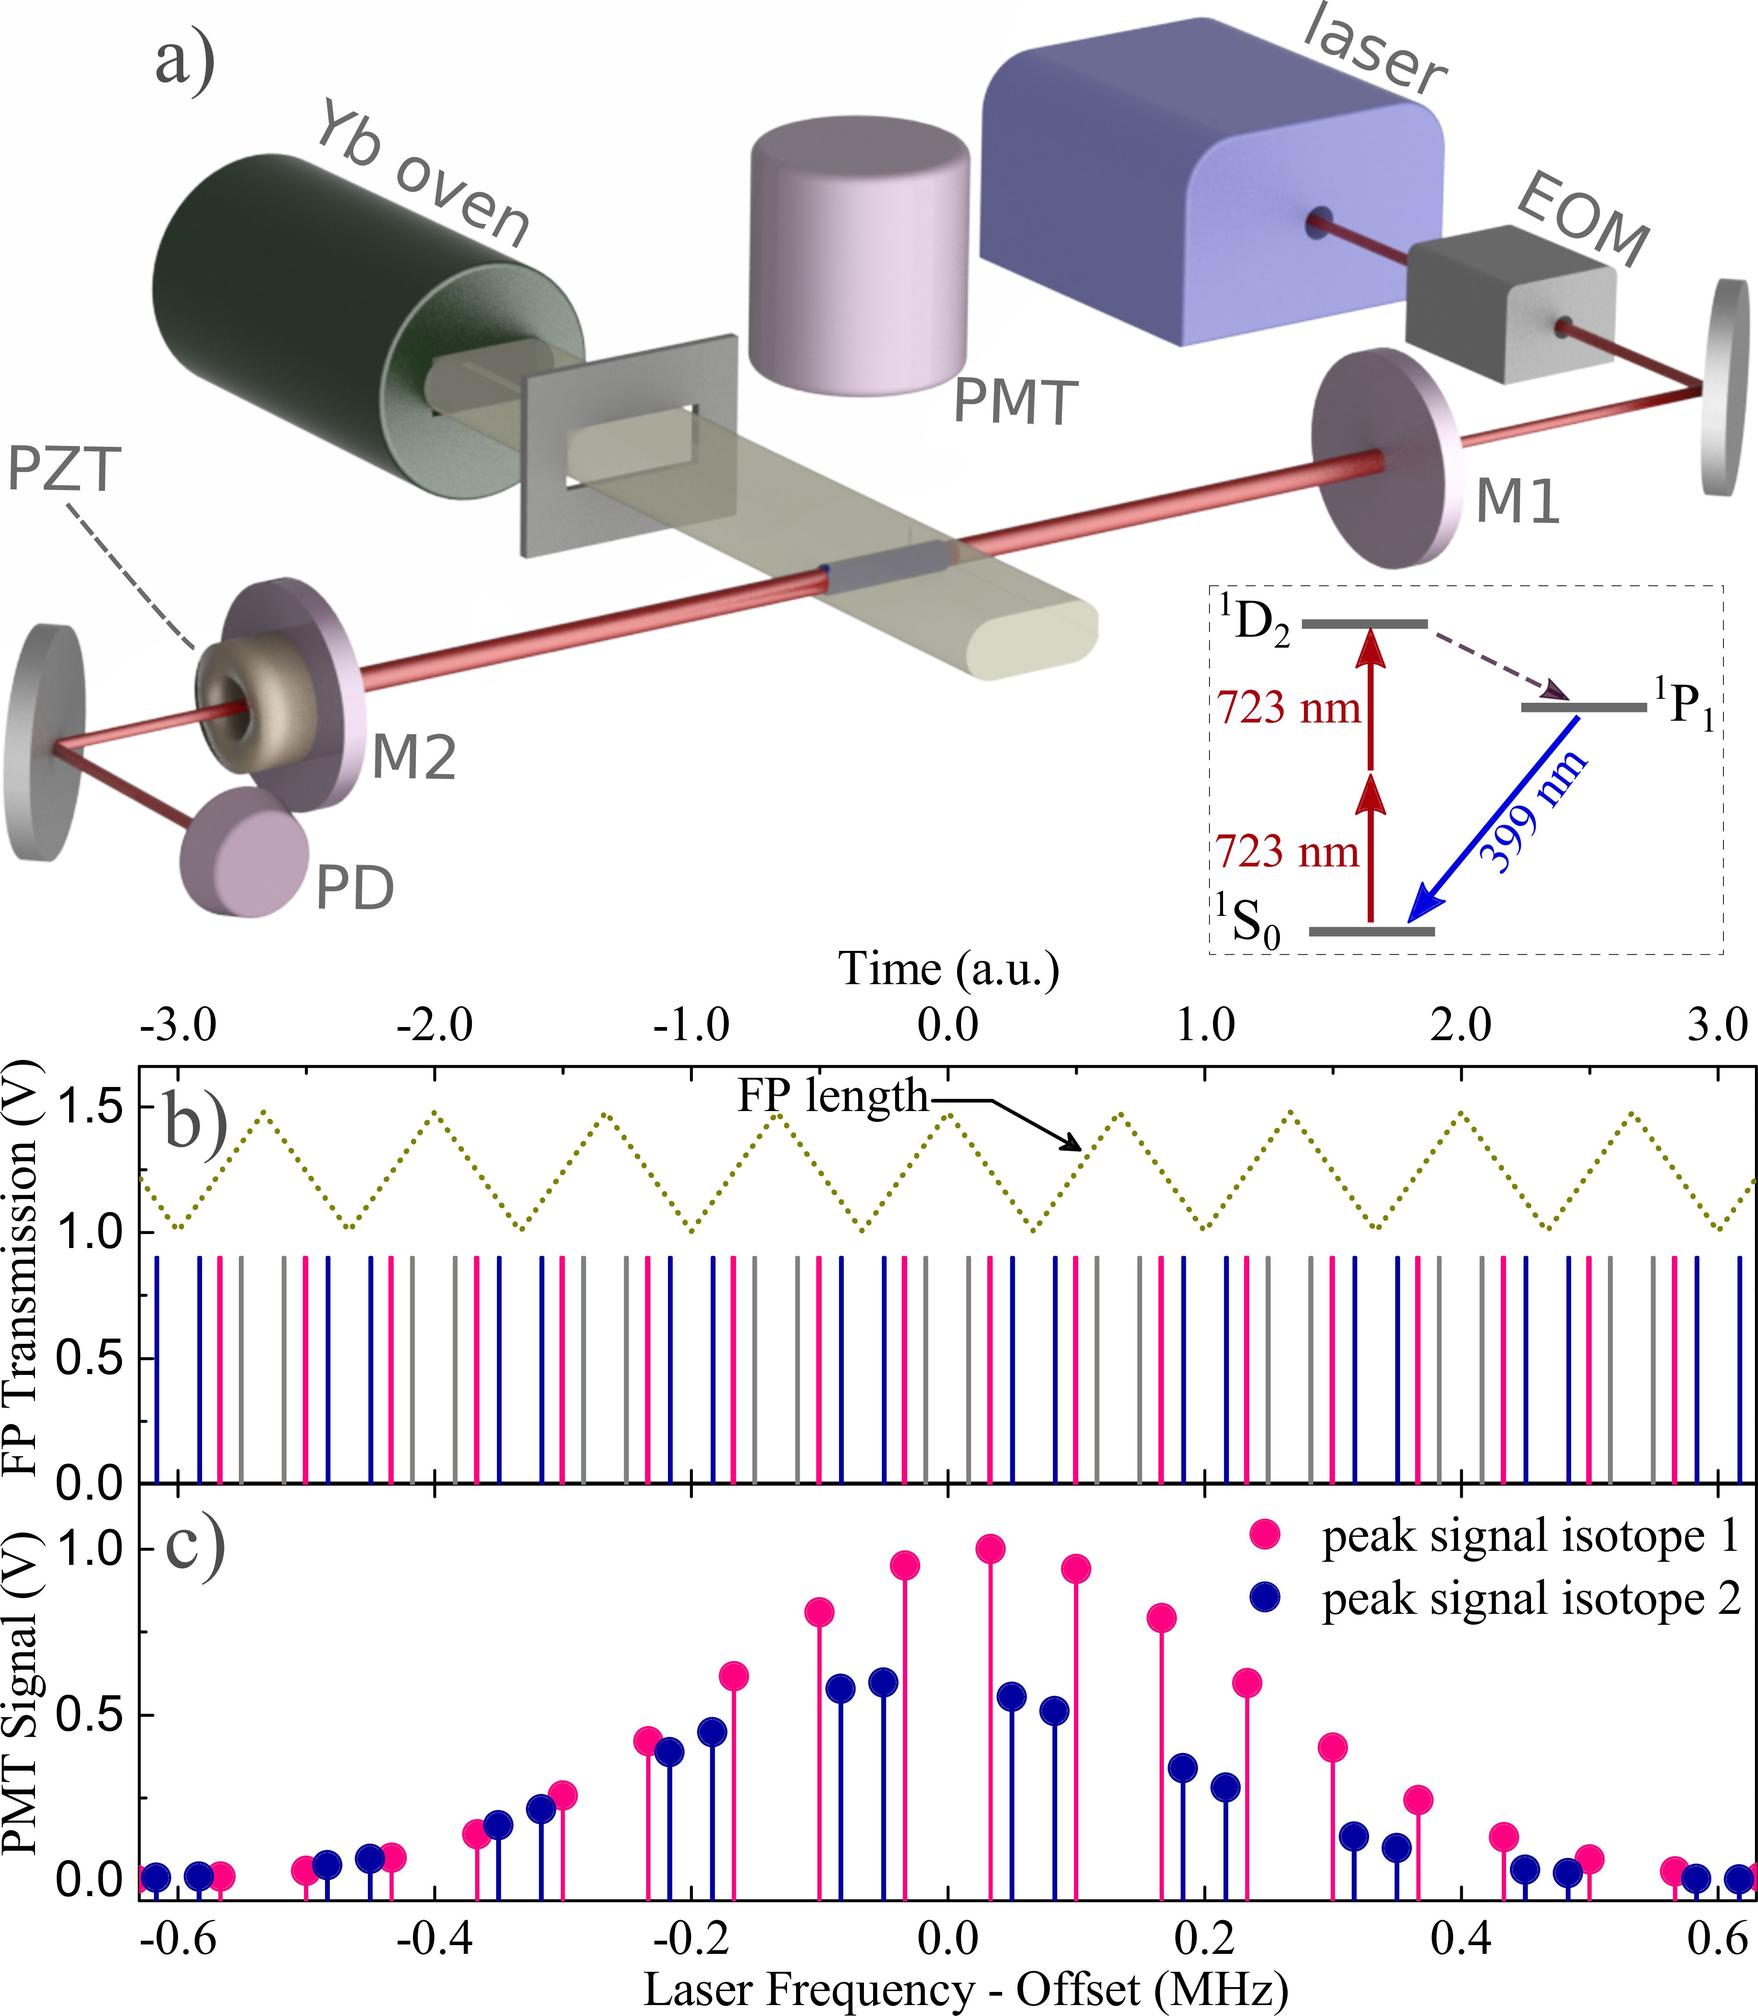 a)
Yb oven
laser
EOM
PMT
PZT
M1
M2
PD
¹D₂
723 nm
¹P₁
399 nm
723 nm
¹S₀
Time (a.u.)
-3.0 -2.0 -1.0 0.0 1.0 2.0 3.0
b)
FP length
FP Transmission (V)
1.5
1.0
0.5
0.0
c)
peak signal isotope 1
peak signal isotope 2
PMT Signal (V)
1.0
0.5
0.0
-0.6 -0.4 -0.2 0.0 0.2 0.4 0.6
Laser Frequency - Offset (MHz)